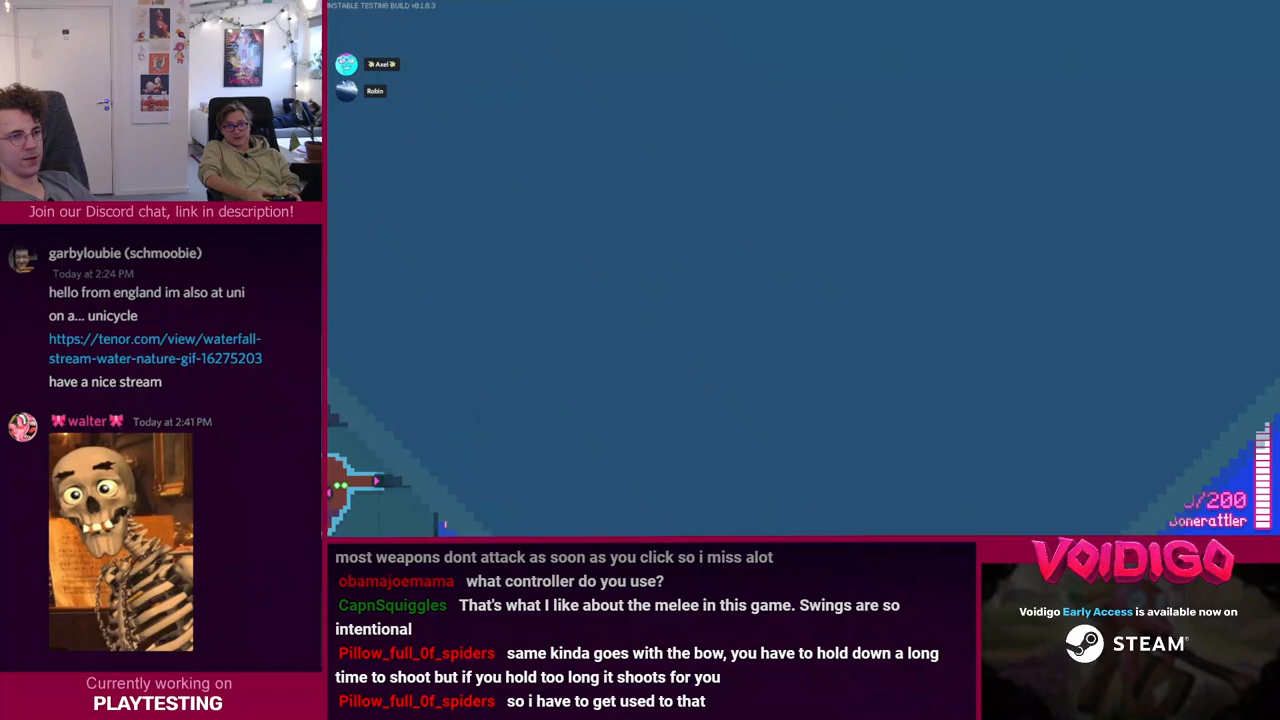 NSTABLE TESTING BUILD v0.1.0.3
Axel
Robin
Join our Discord chat, link in description!
garbyloubie (schmoobie)
Today at 2:24 PM
hello from england im also at uni
on a... unicycle
https://tenor.com/view/waterfall-
stream-water-nature-gif-16275203
have a nice stream
walter Today at 2:41 PM
/200
Bonerattler
most weapons dont attack as soon as you click so i miss alot
obamajoemama what controller do you use?
CapnSquiggles That's what I like about the melee in this game. Swings are so
intentional
Pillow_full_0f_spiders same kinda goes with the bow, you have to hold down a long
time to shoot but if you hold too long it shoots for you
Pillow_full_0f_spiders so i have to get used to that
VOIDIGO
Voidigo Early Access is available now on
STEAM
Currently working on
PLAYTESTING